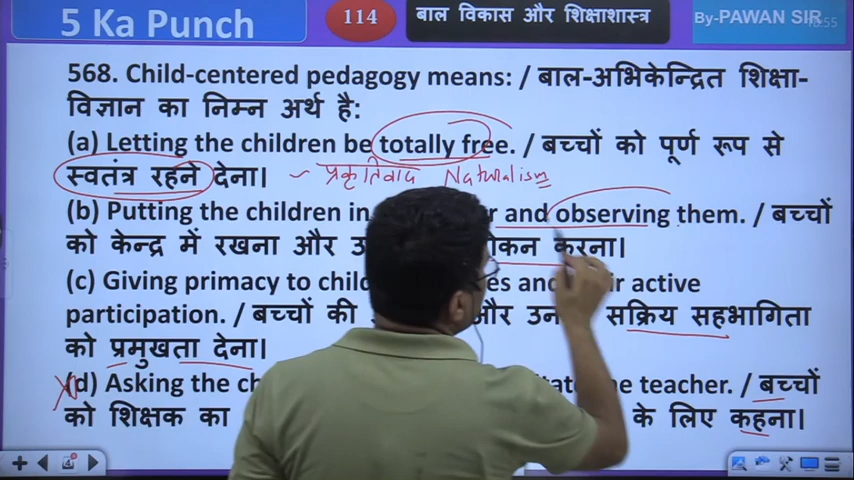 5 Ka Punch
114
बाल विकास और शिक्षाशास्त्र
By-PAWAN SIR
:55
568. Child-centered pedagogy means: / बाल-अभिकेन्द्रित शिक्षा-
विज्ञान का निम्न अर्थ है:
(a) Letting the children be totally free. / बच्चों को पूर्ण रूप से
स्वतंत्र रहने देना।
प्रकृतिवाद Naturalism
(b) Putting the children in and observing them. / बच्चों
को केन्द्र में रखना और करना।
(c) Giving primacy to and active
participation. / बच्चों की और सक्रिय सहभागिता
को प्रमुखता देना।
(d) Asking the teacher. / बच्चों
को शिक्षक का के लिए कहना।